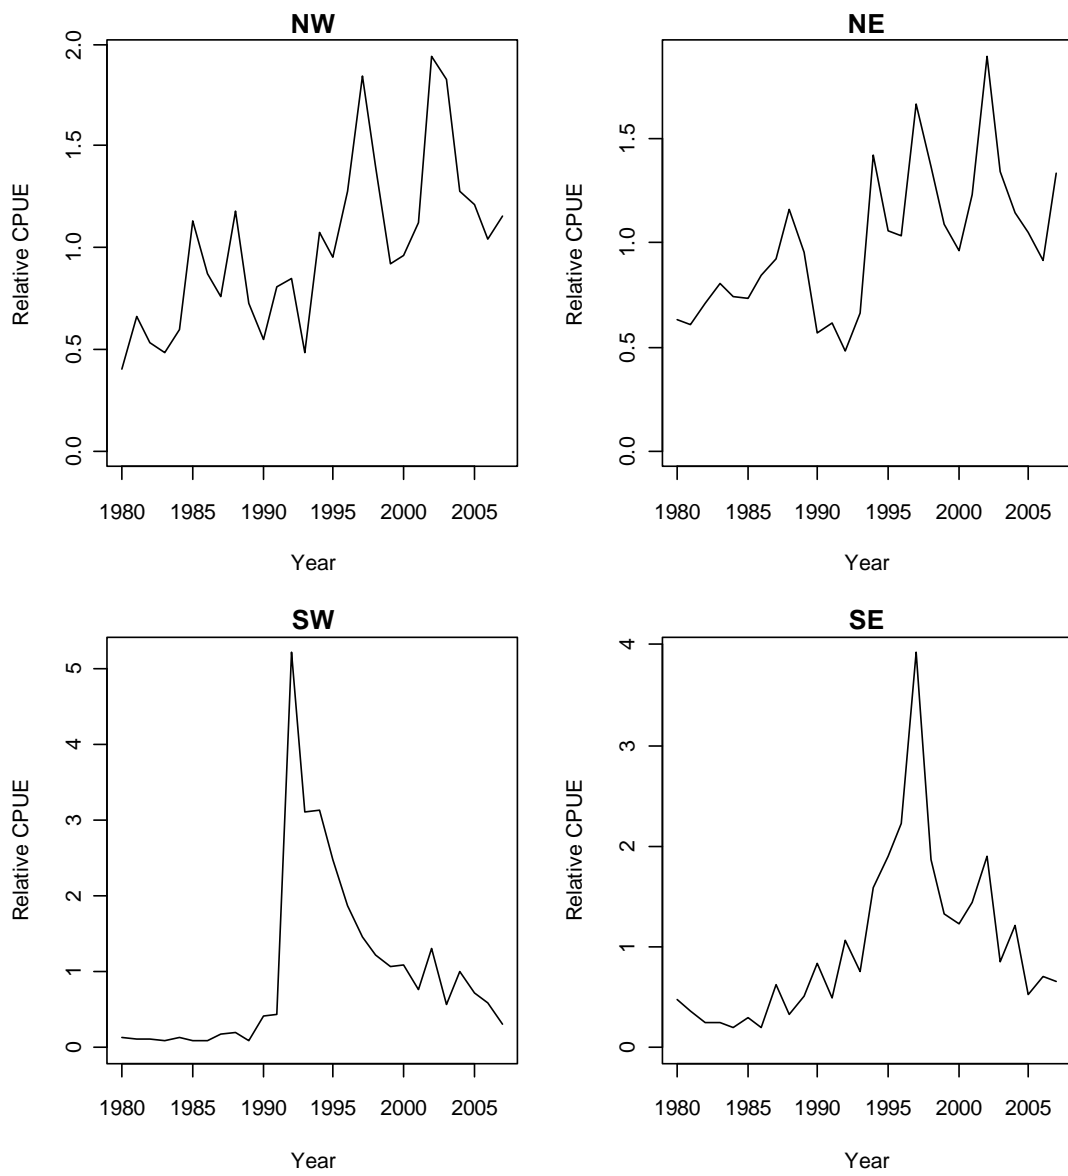 NW
Relative CPUE
0.0 0.5 1.0 1.5 2.0
1980 1985 1990 1995 2000 2005
Year
NE
Relative CPUE
0.0 0.5 1.0 1.5
1980 1985 1990 1995 2000 2005
Year
SW
Relative CPUE
0 1 2 3 4 5
1980 1985 1990 1995 2000 2005
Year
SE
Relative CPUE
0 1 2 3 4
1980 1985 1990 1995 2000 2005
Year